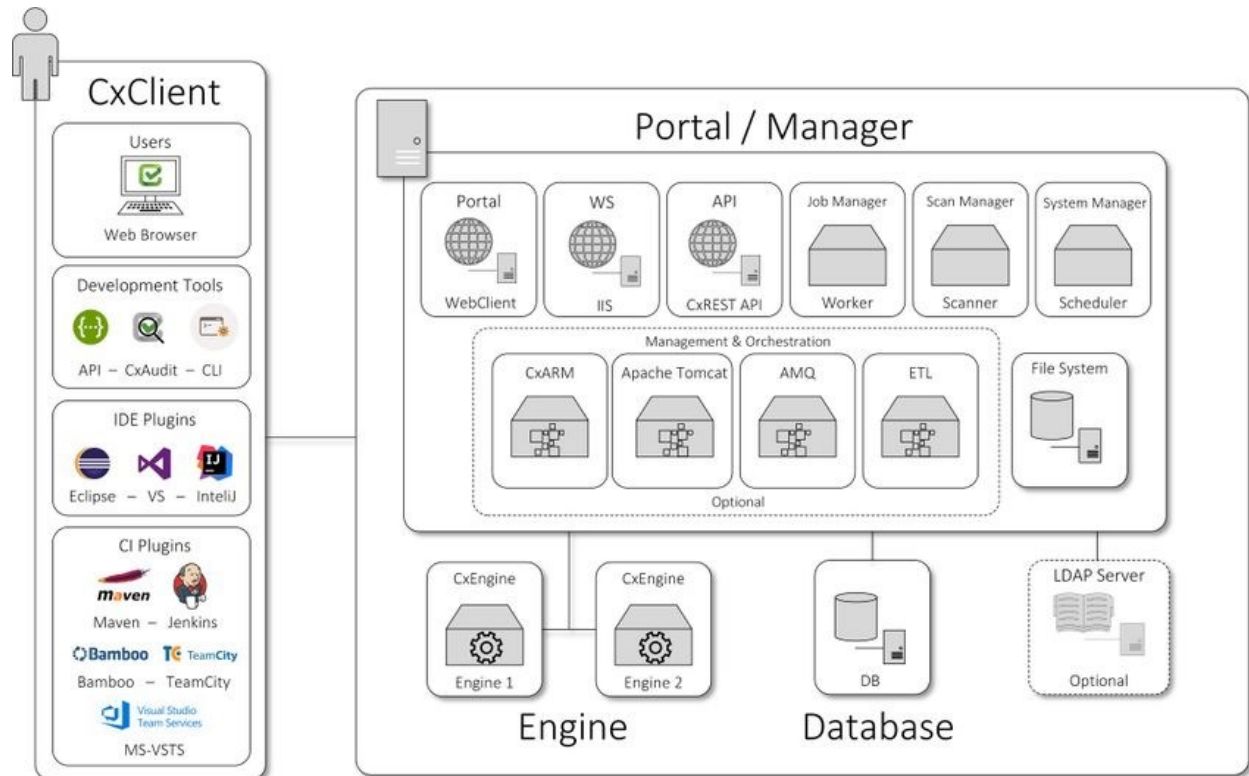 CxClient
Users
Web Browser
Development Tools
API – CxAudit – CLI
IDE Plugins
IJ
Eclipse – VS – InteliJ
CI Plugins
maven
Maven – Jenkins
Bamboo TC TeamCity
Bamboo – TeamCity
Visual Studio
Team Services
MS-VSTS
Portal / Manager
Portal
WebClient
WS
IIS
API
CxREST API
Job Manager
Worker
Scan Manager
Scanner
System Manager
Scheduler
Management & Orchestration
CxARM
Apache Tomcat
AMQ
ETL
Optional
File System
CxEngine
Engine 1
CxEngine
Engine 2
Engine
DB
Database
LDAP Server
Optional